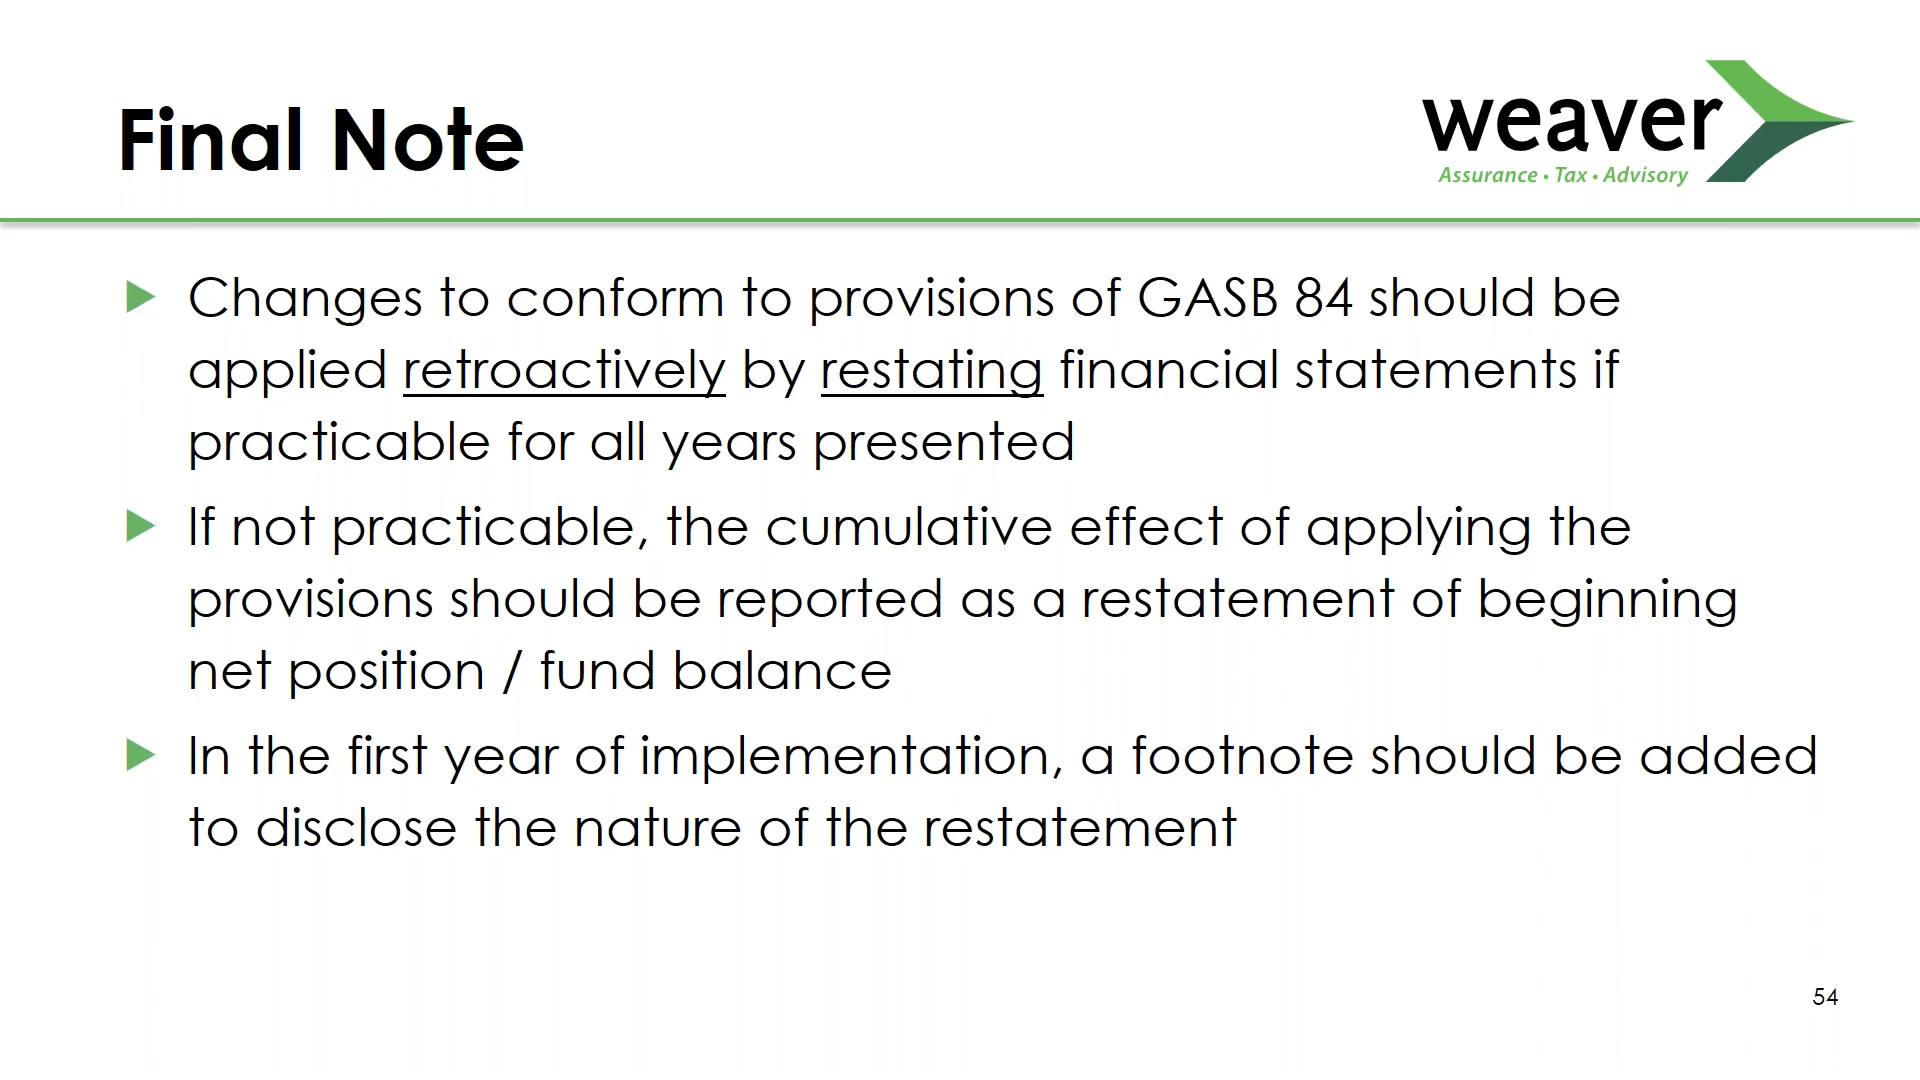 Final Note
weaver
Assurance • Tax • Advisory
Changes to conform to provisions of GASB 84 should be
applied retroactively by restating financial statements if
practicable for all years presented
If not practicable, the cumulative effect of applying the
provisions should be reported as a restatement of beginning
net position / fund balance
In the first year of implementation, a footnote should be added
to disclose the nature of the restatement
54